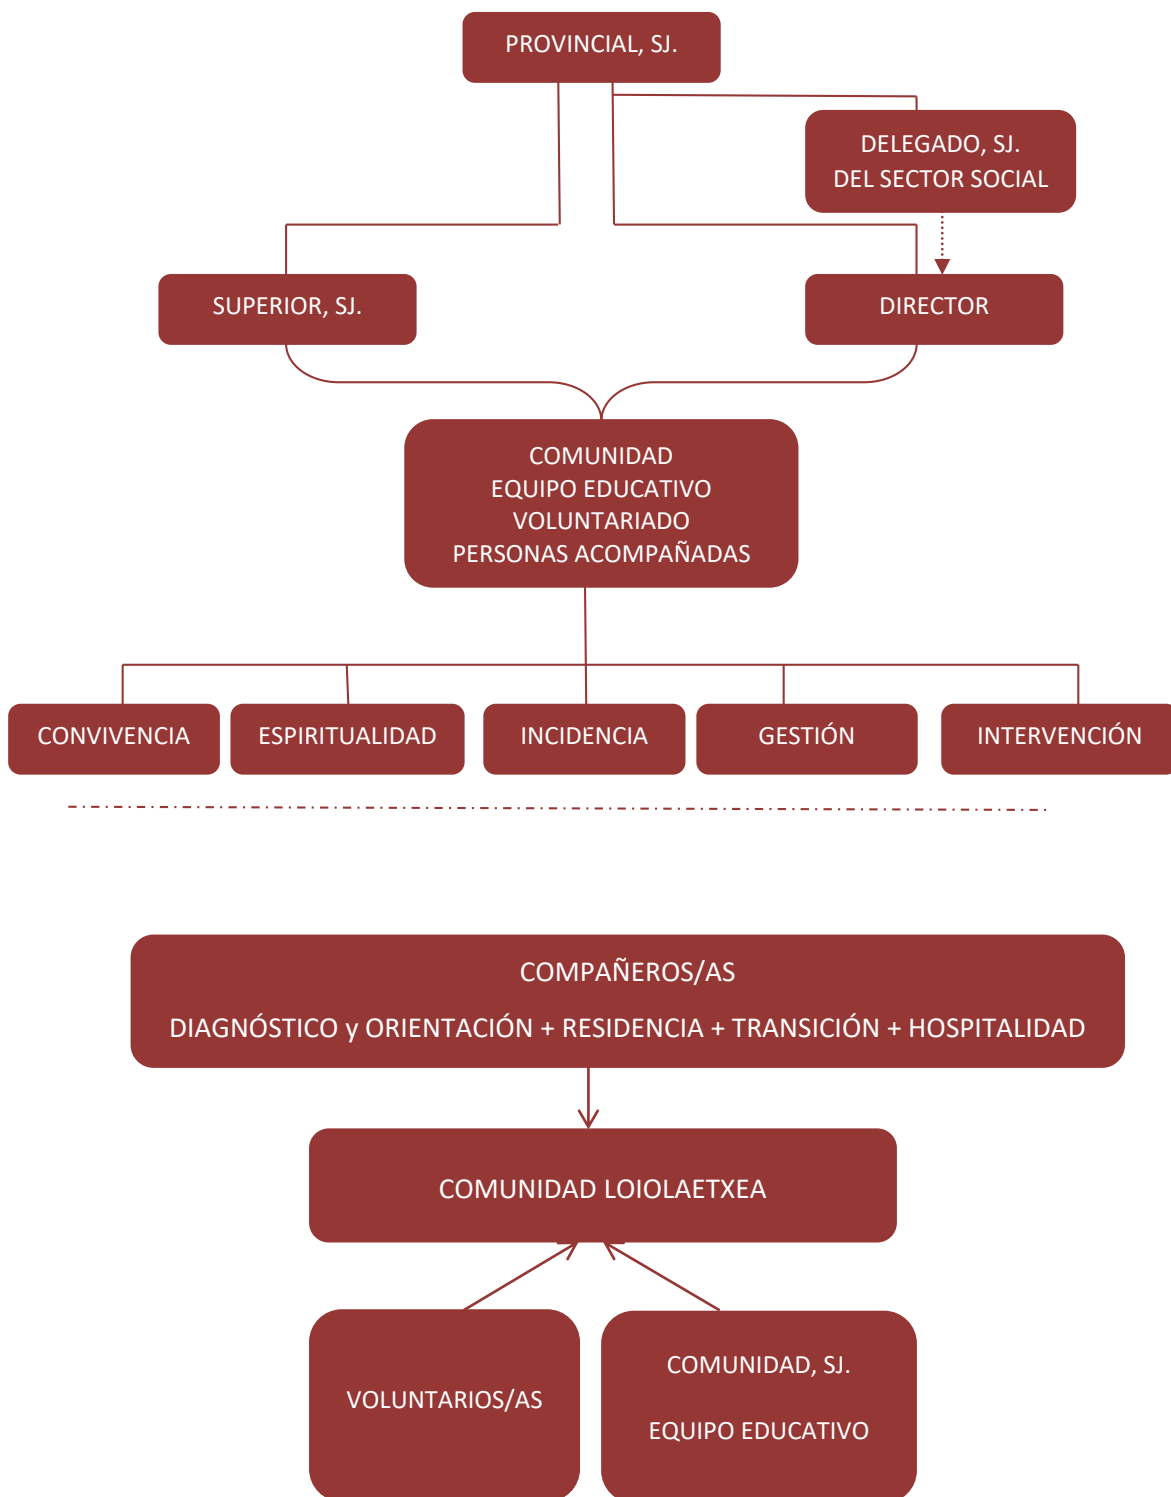 PROVINCIAL, SJ.
DELEGADO, SJ.
DEL SECTOR SOCIAL
SUPERIOR, SJ.
DIRECTOR
COMUNIDAD
EQUIPO EDUCATIVO
VOLUNTARIADO
PERSONAS ACOMPAÑADAS
CONVIVENCIA
ESPIRITUALIDAD
INCIDENCIA
GESTIÓN
INTERVENCIÓN
COMPAÑEROS/AS
DIAGNÓSTICO y ORIENTACIÓN + RESIDENCIA + TRANSICIÓN + HOSPITALIDAD
COMUNIDAD LOIOLAETXEA
VOLUNTARIOS/AS
COMUNIDAD, SJ.
EQUIPO EDUCATIVO